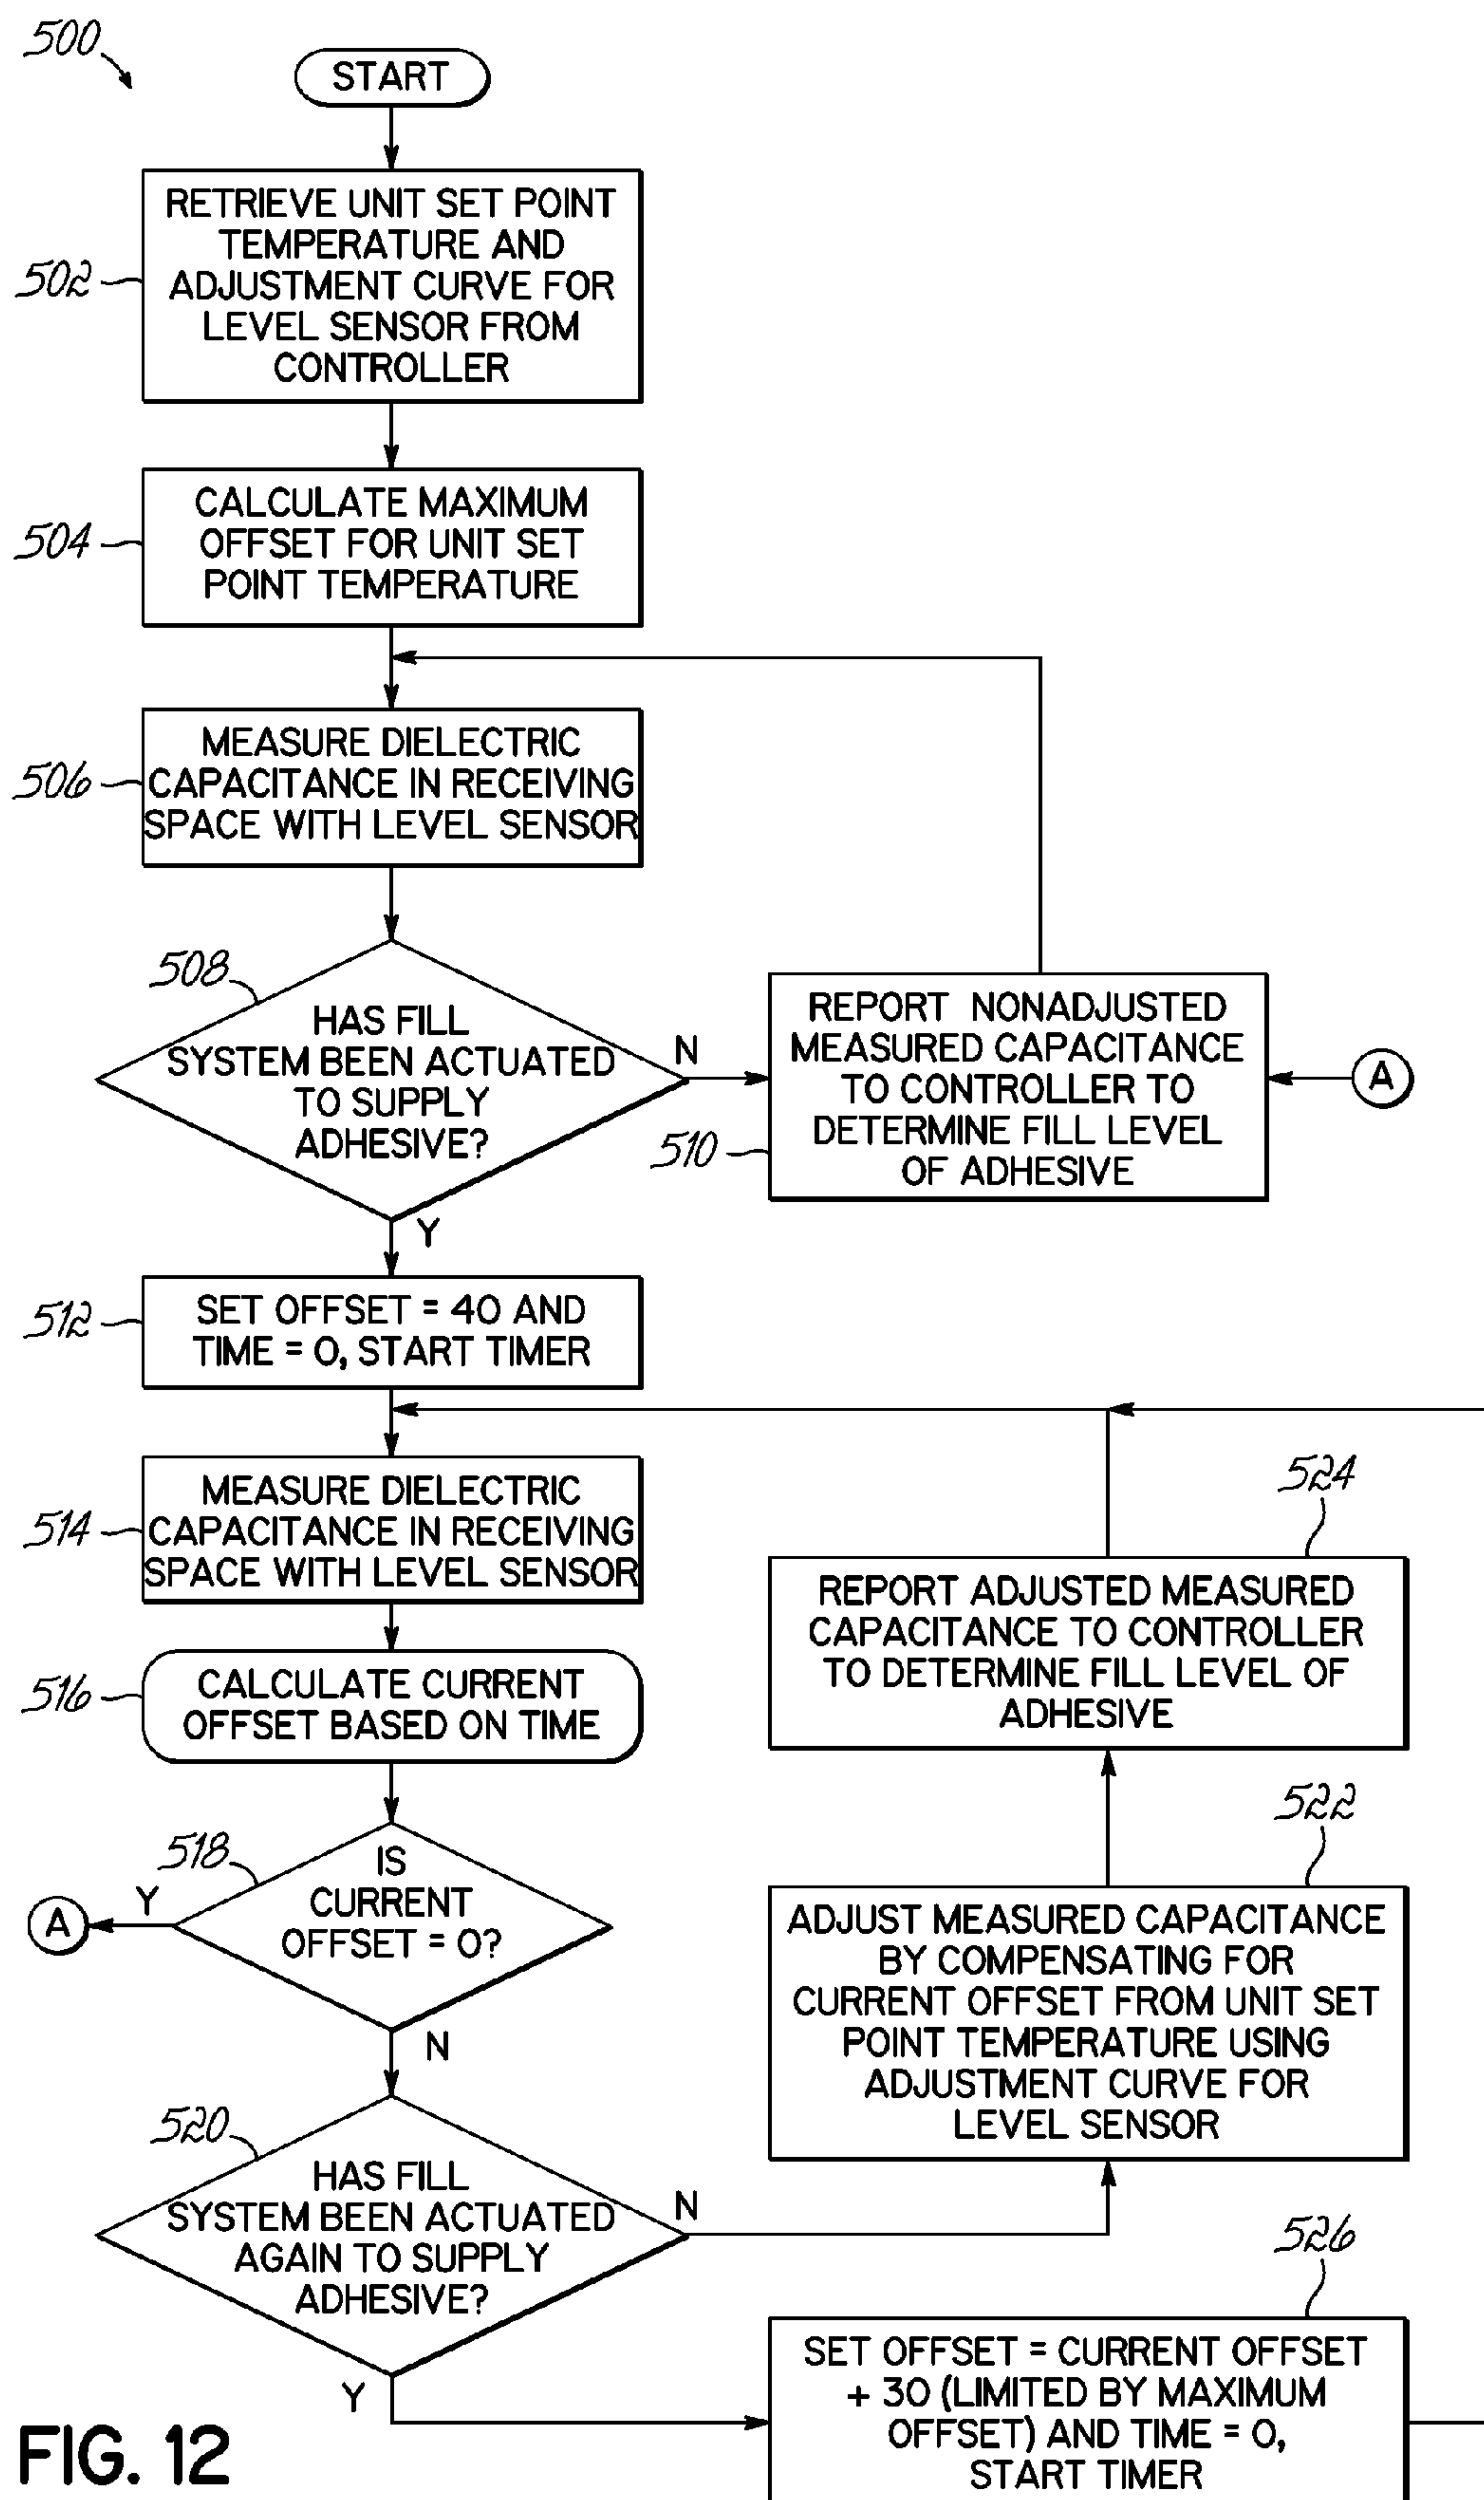 500
START
RETRIEVE UNIT SET POINT
TEMPERATURE AND
ADJUSTMENT CURVE FOR
LEVEL SENSOR FROM
CONTROLLER
502
CALCULATE MAXIMUM
OFFSET FOR UNIT SET
POINT TEMPERATURE
504
MEASURE DIELECTRIC
CAPACITANCE IN RECEIVING
SPACE WITH LEVEL SENSOR
506
508
HAS FILL
SYSTEM BEEN ACTUATED
TO SUPPLY
ADHESIVE?
N
Y
REPORT NONADJUSTED
MEASURED CAPACITANCE
TO CONTROLLER TO
DETERMINE FILL LEVEL
OF ADHESIVE
510
A
SET OFFSET = 40 AND
TIME = 0, START TIMER
512
MEASURE DIELECTRIC
CAPACITANCE IN RECEIVING
SPACE WITH LEVEL SENSOR
514
CALCULATE CURRENT
OFFSET BASED ON TIME
516
518
IS
CURRENT
OFFSET = 0?
Y
A
N
520
HAS FILL
SYSTEM BEEN ACTUATED
AGAIN TO SUPPLY
ADHESIVE?
N
Y
524
REPORT ADJUSTED MEASURED
CAPACITANCE TO CONTROLLER
TO DETERMINE FILL LEVEL OF
ADHESIVE
522
ADJUST MEASURED CAPACITANCE
BY COMPENSATING FOR
CURRENT OFFSET FROM UNIT SET
POINT TEMPERATURE USING
ADJUSTMENT CURVE FOR
LEVEL SENSOR
526
SET OFFSET = CURRENT OFFSET
+ 30 (LIMITED BY MAXIMUM
OFFSET) AND TIME = 0,
START TIMER
FIG. 12